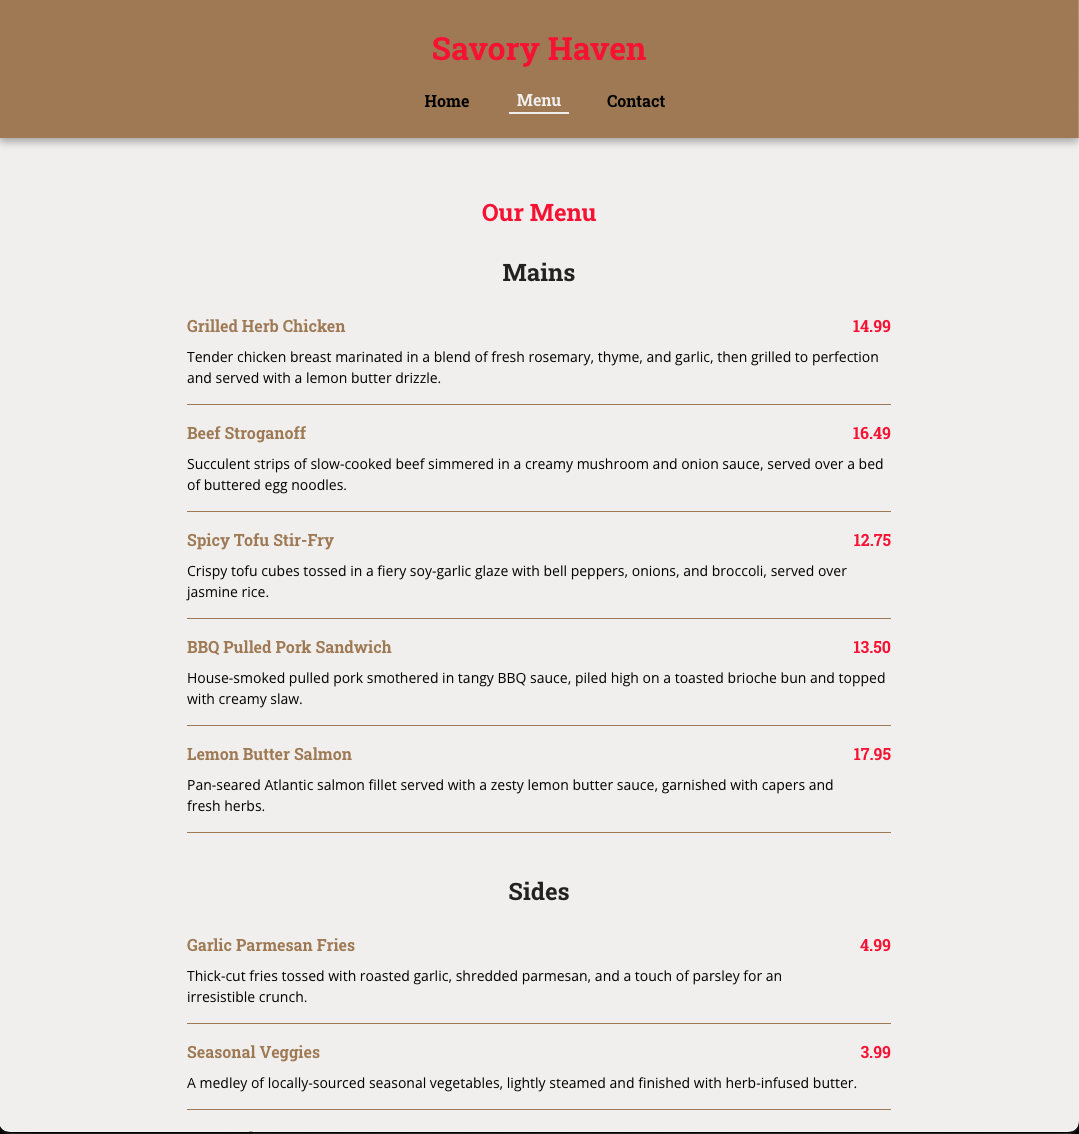 Savory Haven
Home Menu Contact
Our Menu
Mains
Grilled Herb Chicken 14.99
Tender chicken breast marinated in a blend of fresh rosemary, thyme, and garlic, then grilled to perfection
and served with a lemon butter drizzle.
Beef Stroganoff 16.49
Succulent strips of slow-cooked beef simmered in a creamy mushroom and onion sauce, served over a bed
of buttered egg noodles.
Spicy Tofu Stir-Fry 12.75
Crispy tofu cubes tossed in a fiery soy-garlic glaze with bell peppers, onions, and broccoli, served over
jasmine rice.
BBQ Pulled Pork Sandwich 13.50
House-smoked pulled pork smothered in tangy BBQ sauce, piled high on a toasted brioche bun and topped
with creamy slaw.
Lemon Butter Salmon 17.95
Pan-seared Atlantic salmon fillet served with a zesty lemon butter sauce, garnished with capers and
fresh herbs.
Sides
Garlic Parmesan Fries 4.99
Thick-cut fries tossed with roasted garlic, shredded parmesan, and a touch of parsley for an
irresistible crunch.
Seasonal Veggies 3.99
A medley of locally-sourced seasonal vegetables, lightly steamed and finished with herb-infused butter.